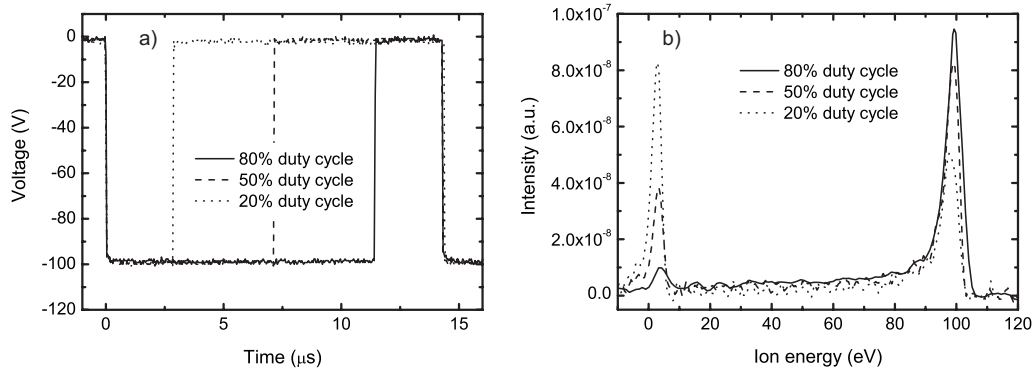 a)
0
-20
-40
-60
-80
-100
-120
Voltage (V)
80% duty cycle
50% duty cycle
20% duty cycle
0
5
10
15
Time (μs)
b)
1.0x10⁻⁷
8.0x10⁻⁸
6.0x10⁻⁸
4.0x10⁻⁸
2.0x10⁻⁸
0.0
Intensity (a.u.)
80% duty cycle
50% duty cycle
20% duty cycle
0
20
40
60
80
100
120
Ion energy (eV)